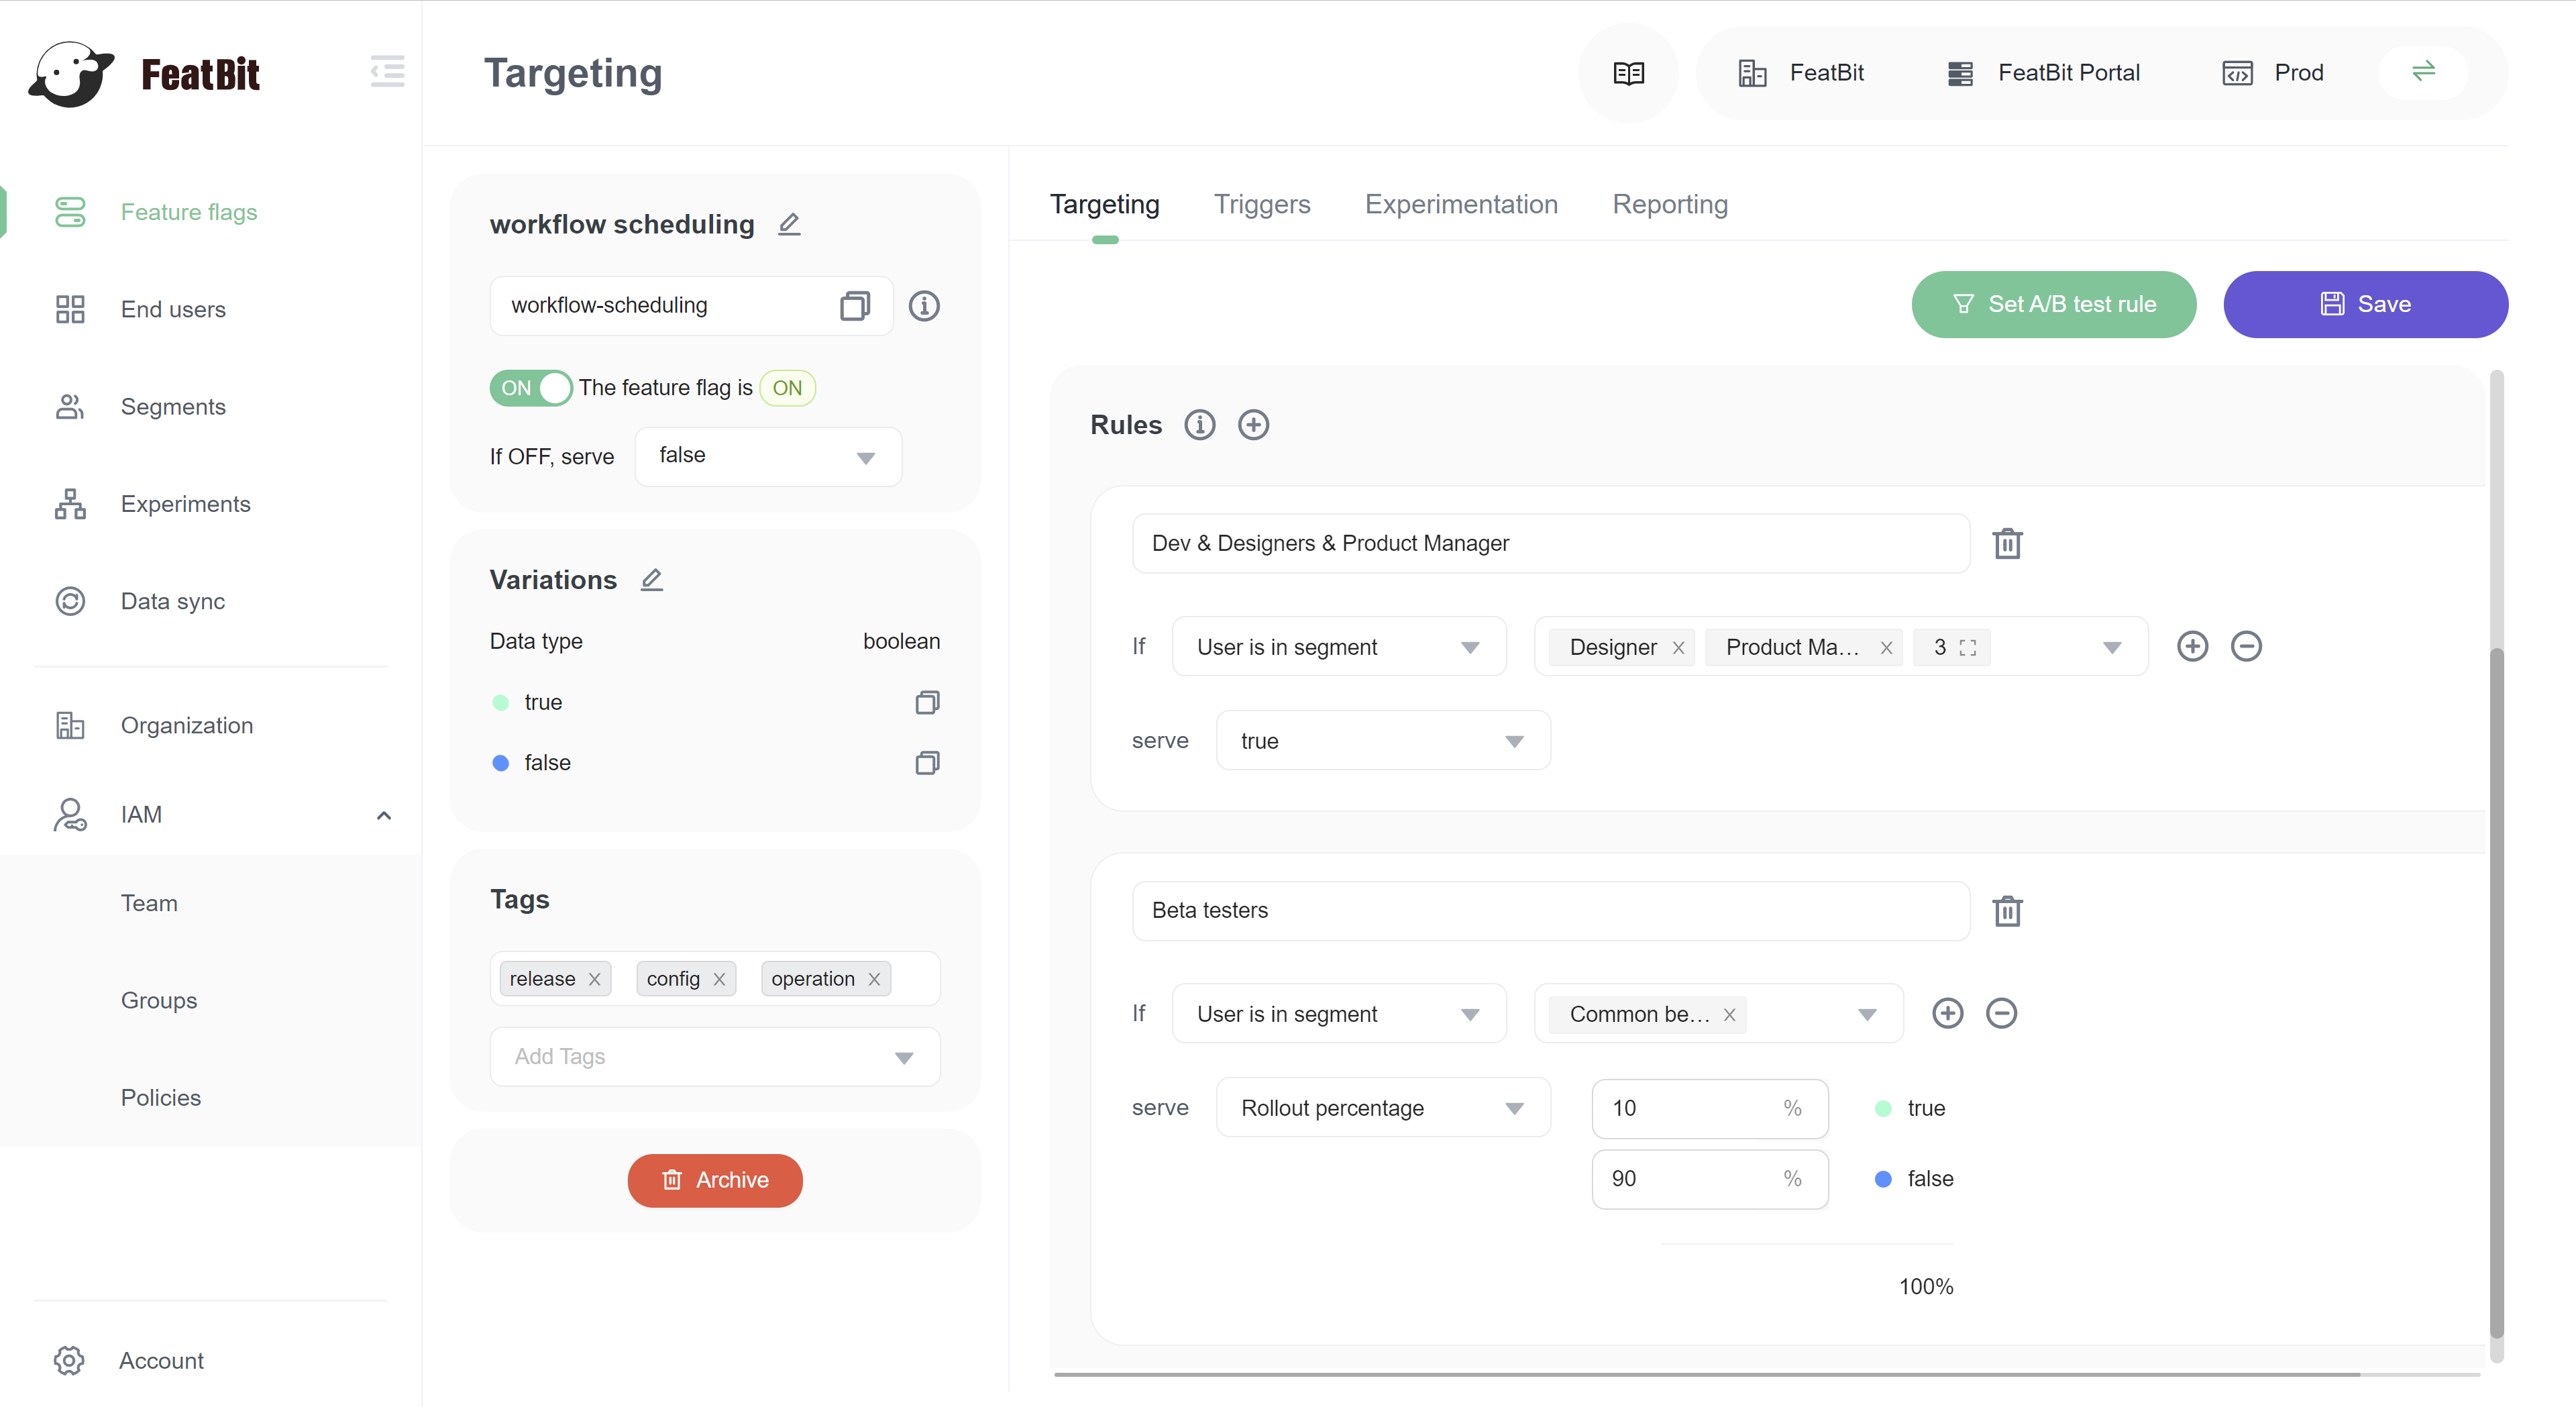 FeatBit
Targeting
FeatBit
FeatBit Portal
Prod
Feature flags
End users
Segments
Experiments
Data sync
Organization
IAM
Team
Groups
Policies
Account
workflow scheduling
workflow-scheduling
ON The feature flag is ON
If OFF, serve false
Variations
Data type boolean
true
false
Tags
release config operation
Add Tags
Archive
Targeting Triggers Experimentation Reporting
Set A/B test rule Save
Rules
Dev & Designers & Product Manager
If User is in segment Designer Product Ma... 3
serve true
Beta testers
If User is in segment Common be...
serve Rollout percentage 10 % true
90 % false
100%